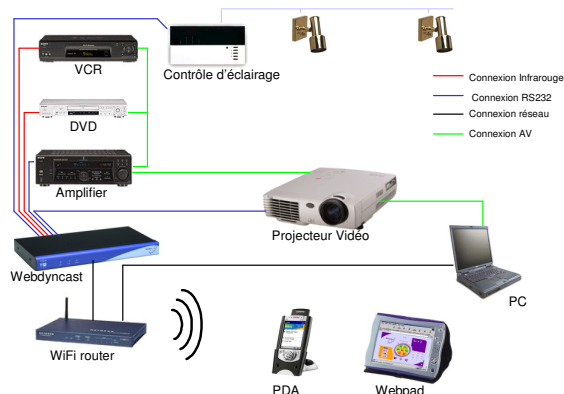 VCR
Contrôle d'éclairage
Connexion Infrarouge
Connexion RS232
Connexion réseau
Connexion AV
DVD
Amplifier
Projecteur Vidéo
Webdyncast
PC
WiFi router
PDA
Webpad